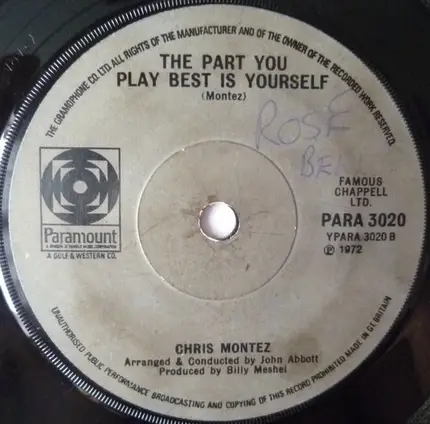 THE GRAMOPHONE CO. LTD. ALL RIGHTS OF THE MANUFACTURER AND OF THE OWNER OF THE RECORDED WORK RESERVED.
THE PART YOU
PLAY BEST IS YOURSELF
(Montez)
ROSE
Paramount
A GULF & WESTERN CO.
FAMOUS
CHAPPELL
LTD.
PARA 3020
YPARA 3020 B
Ⓟ 1972
CHRIS MONTEZ
Arranged & Conducted by John Abbott
Produced by Billy Meshel
UNAUTHORISED PUBLIC PERFORMANCE BROADCASTING AND COPYING OF THIS RECORD PROHIBITED MADE IN GT. BRITAIN